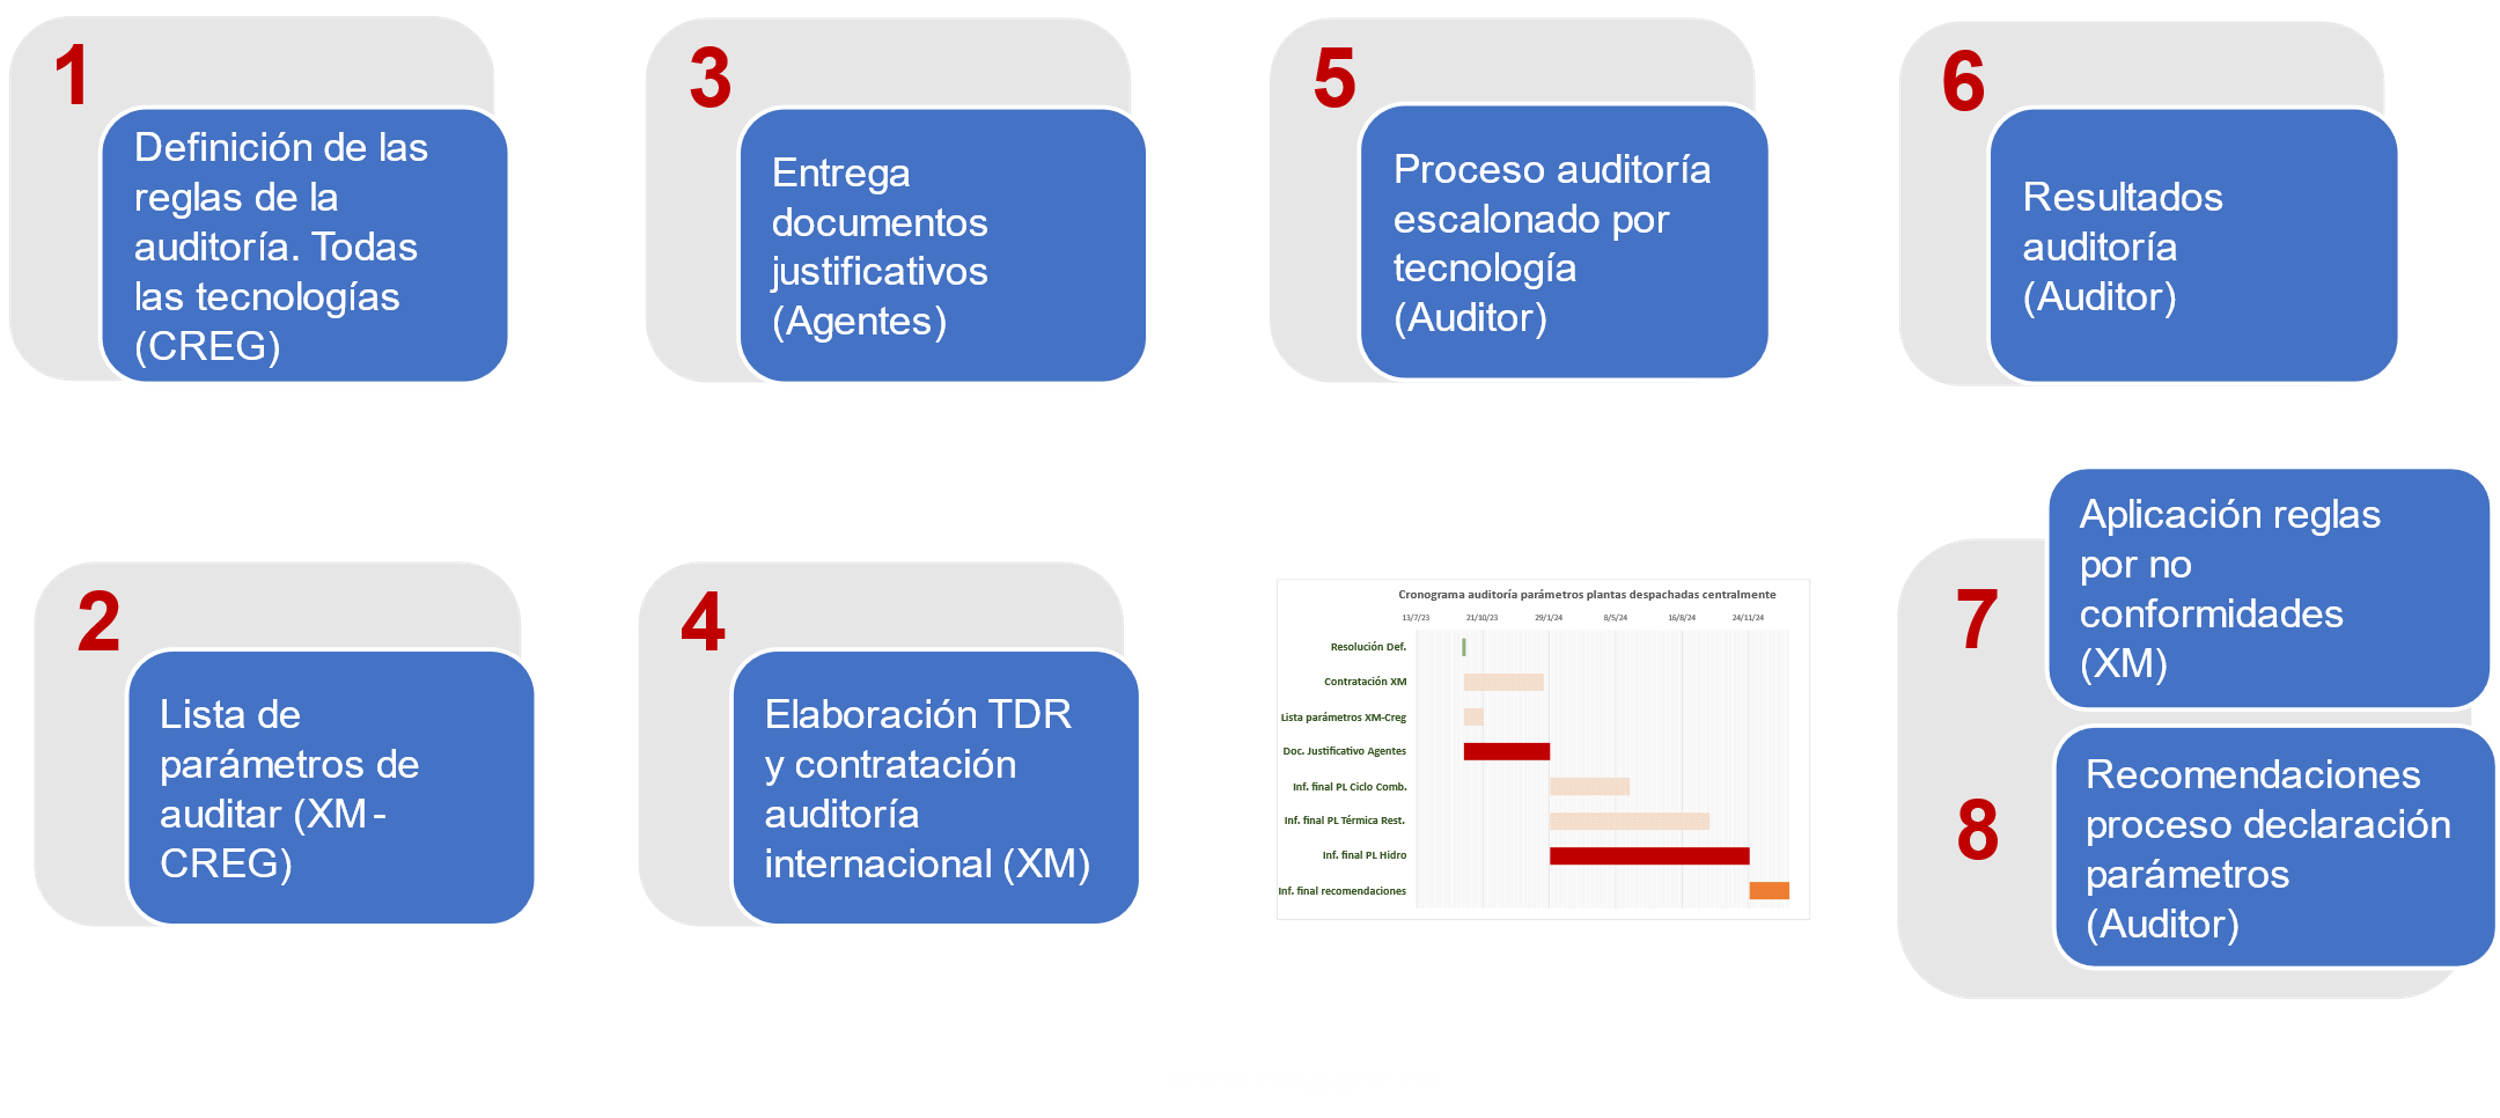 1
Definición de las
reglas de la
auditoría. Todas
las tecnologías
(CREG)
2
Lista de
parámetros de
auditar (XM-
CREG)
3
Entrega
documentos
justificativos
(Agentes)
4
Elaboración TDR
y contratación
auditoría
internacional (XM)
5
Proceso auditoría
escalonado por
tecnología
(Auditor)
Cronograma auditoría parámetros plantas despachadas centralmente
13/7/23 21/10/23 29/1/24 8/5/24 16/8/24 24/11/24
Resolución Def.
Contratación XM
Lista parámetros XM-Creg
Doc. Justificativo Agentes
Inf. final PL Ciclo Comb.
Inf. final PL Térmica Rest.
Inf. final PL Hidro
Inf. final recomendaciones
6
Resultados
auditoría
(Auditor)
7
Aplicación reglas
por no
conformidades
(XM)
8
Recomendaciones
proceso declaración
parámetros
(Auditor)